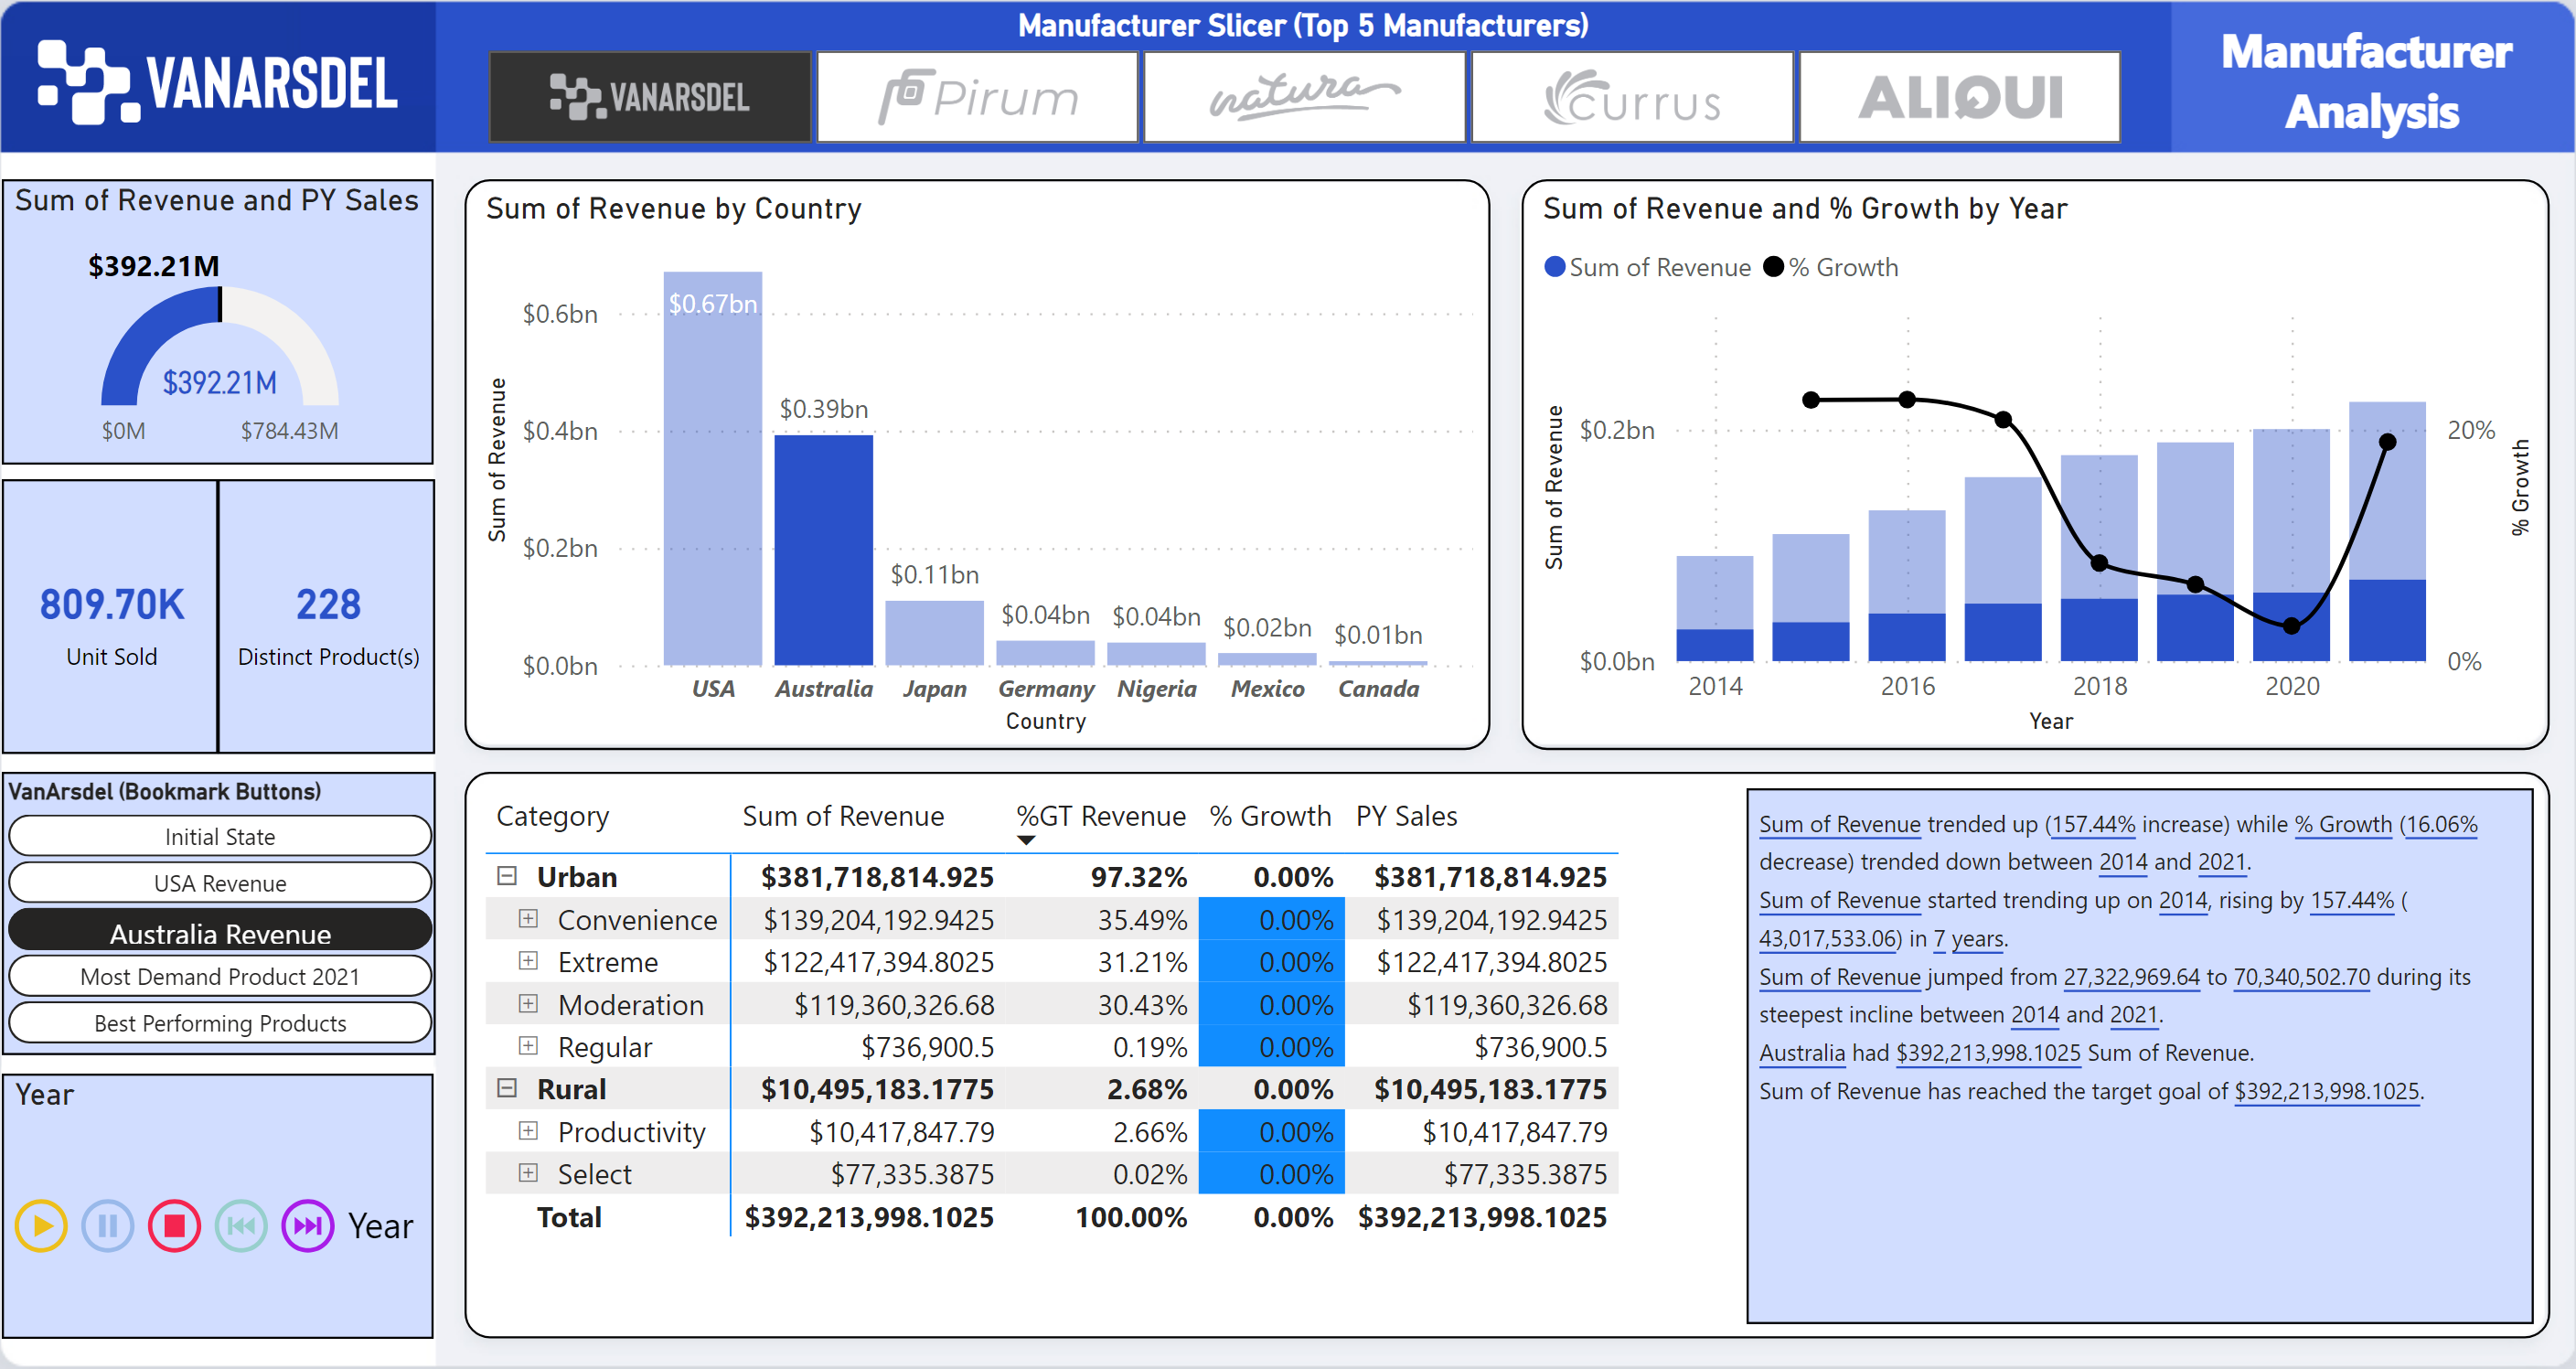 VANARSDEL
Manufacturer Slicer (Top 5 Manufacturers)
VANARSDEL
Pirum
natura
currus
ALIQUI
Manufacturer
Analysis
Sum of Revenue and PY Sales
$392.21M
$392.21M
$0M $784.43M
809.70K
Unit Sold
228
Distinct Product(s)
VanArsdel (Bookmark Buttons)
Initial State
USA Revenue
Australia Revenue
Most Demand Product 2021
Best Performing Products
Year
Year
Sum of Revenue by Country
Sum of Revenue
$0.6bn
$0.4bn
$0.2bn
$0.0bn
$0.67bn
$0.39bn
$0.11bn
$0.04bn
$0.04bn
$0.02bn
$0.01bn
USA Australia Japan Germany Nigeria Mexico Canada
Country
Sum of Revenue and % Growth by Year
Sum of Revenue % Growth
Sum of Revenue
$0.2bn
$0.0bn
20%
0%
% Growth
2014 2016 2018 2020
Year
Category Sum of Revenue %GT Revenue % Growth PY Sales
Urban $381,718,814.925 97.32% 0.00% $381,718,814.925
Convenience $139,204,192.9425 35.49% 0.00% $139,204,192.9425
Extreme $122,417,394.8025 31.21% 0.00% $122,417,394.8025
Moderation $119,360,326.68 30.43% 0.00% $119,360,326.68
Regular $736,900.5 0.19% 0.00% $736,900.5
Rural $10,495,183.1775 2.68% 0.00% $10,495,183.1775
Productivity $10,417,847.79 2.66% 0.00% $10,417,847.79
Select $77,335.3875 0.02% 0.00% $77,335.3875
Total $392,213,998.1025 100.00% 0.00% $392,213,998.1025
Sum of Revenue trended up (157.44% increase) while % Growth (16.06%
decrease) trended down between 2014 and 2021.
Sum of Revenue started trending up on 2014, rising by 157.44% (
43,017,533.06) in 7 years.
Sum of Revenue jumped from 27,322,969.64 to 70,340,502.70 during its
steepest incline between 2014 and 2021.
Australia had $392,213,998.1025 Sum of Revenue.
Sum of Revenue has reached the target goal of $392,213,998.1025.